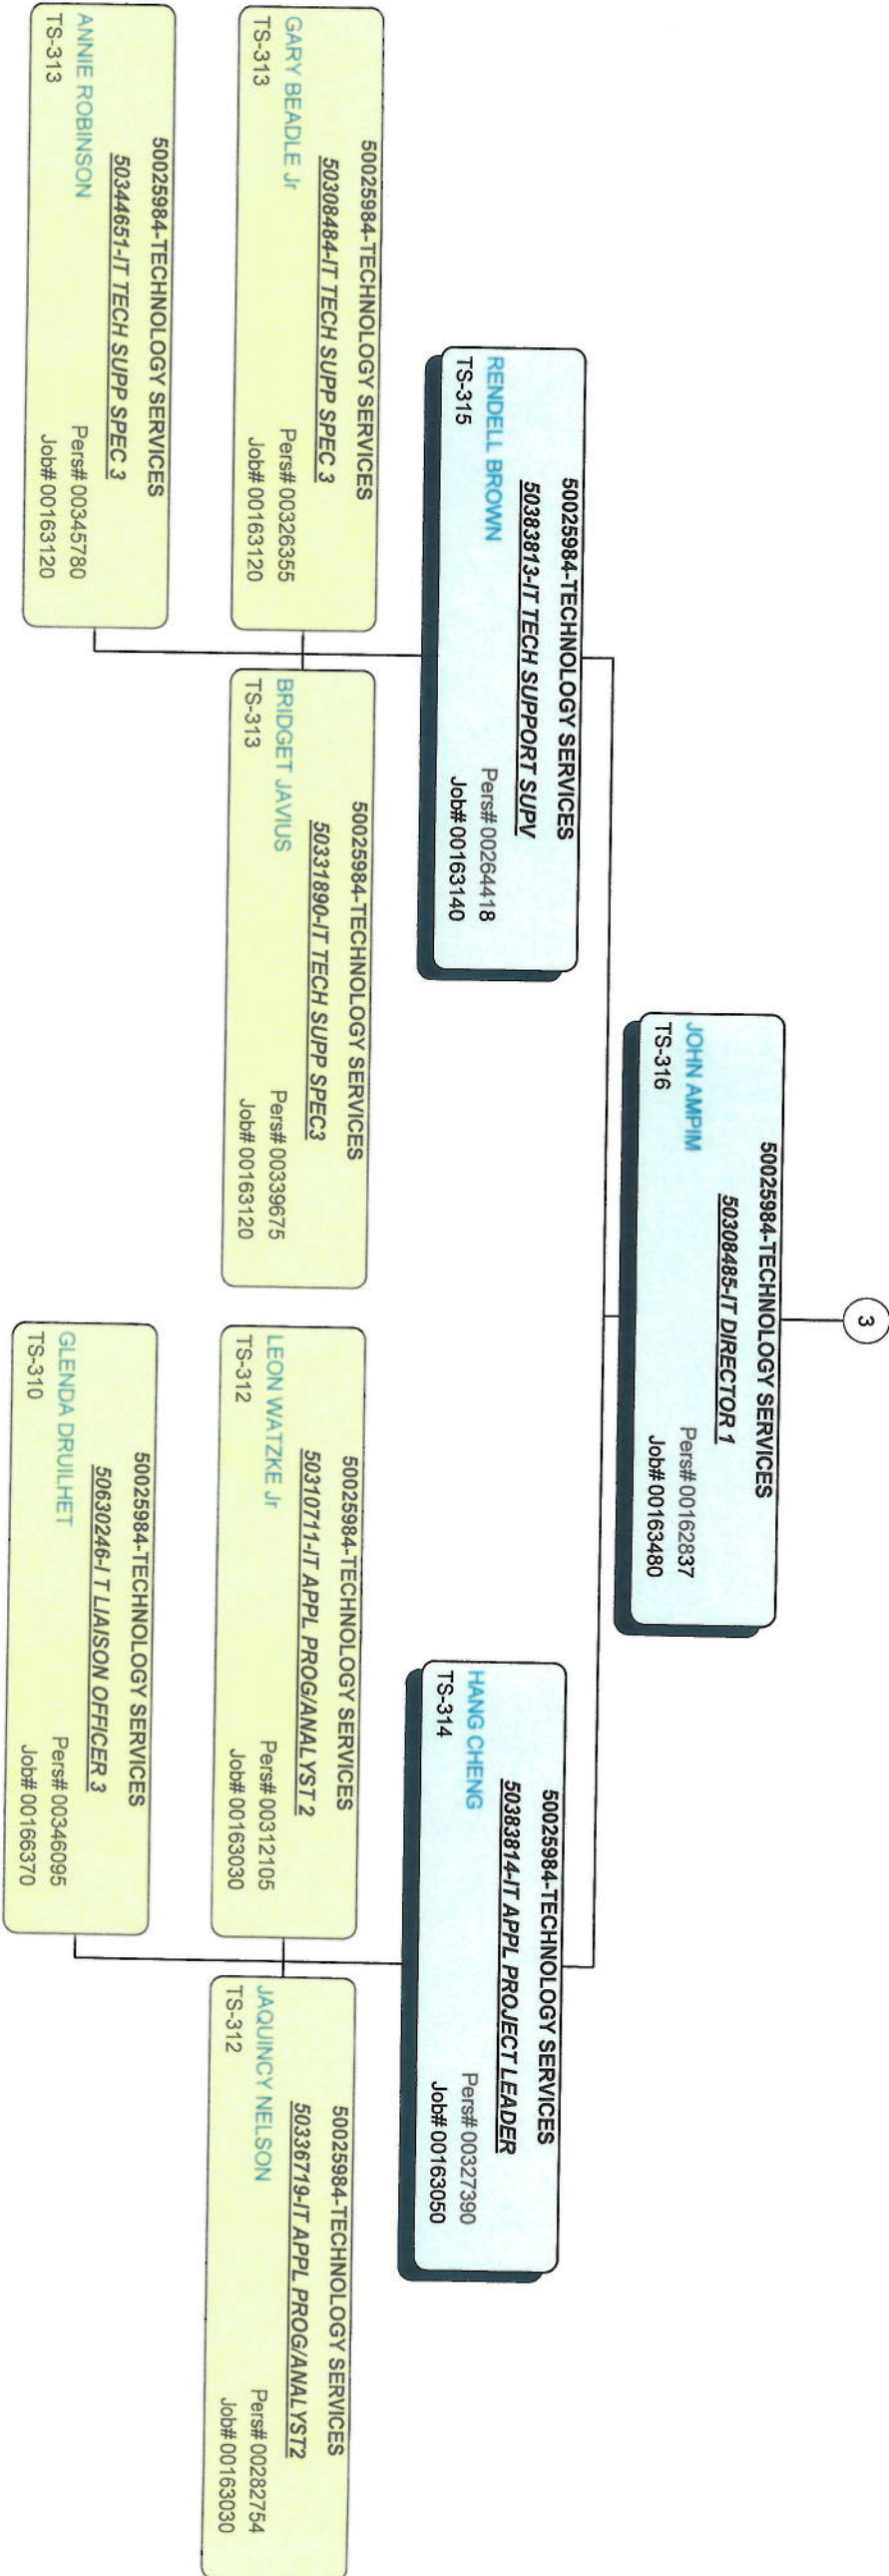 3
50025984-TECHNOLOGY SERVICES
50308485-IT DIRECTOR 1
JOHN AMPIM
Pers# 00162837
TS-316
Job# 00163480
50025984-TECHNOLOGY SERVICES
50383813-IT TECH SUPPORT SUPV
RENDELL BROWN
Pers# 00264418
TS-315
Job# 00163140
50025984-TECHNOLOGY SERVICES
50383814-IT APPL PROJECT LEADER
HANG CHENG
Pers# 00327390
TS-314
Job# 00163050
50025984-TECHNOLOGY SERVICES
50308484-IT TECH SUPP SPEC 3
GARY BEADLE Jr
Pers# 00326355
TS-313
Job# 00163120
50025984-TECHNOLOGY SERVICES
50331890-IT TECH SUPP SPEC3
BRIDGET JAVIUS
Pers# 00339675
TS-313
Job# 00163120
50025984-TECHNOLOGY SERVICES
50310711-IT APPL PROG/ANALYST 2
LEON WATZKE Jr
Pers# 00312105
TS-312
Job# 00163030
50025984-TECHNOLOGY SERVICES
50336719-IT APPL PROG/ANALYST2
JAQUINCY NELSON
Pers# 00282754
TS-312
Job# 00163030
50025984-TECHNOLOGY SERVICES
50344651-IT TECH SUPP SPEC 3
ANNIE ROBINSON
Pers# 00345780
TS-313
Job# 00163120
50025984-TECHNOLOGY SERVICES
50630246-I T LIAISON OFFICER 3
GLENDA DRUILHET
Pers# 00346095
TS-310
Job# 00166370